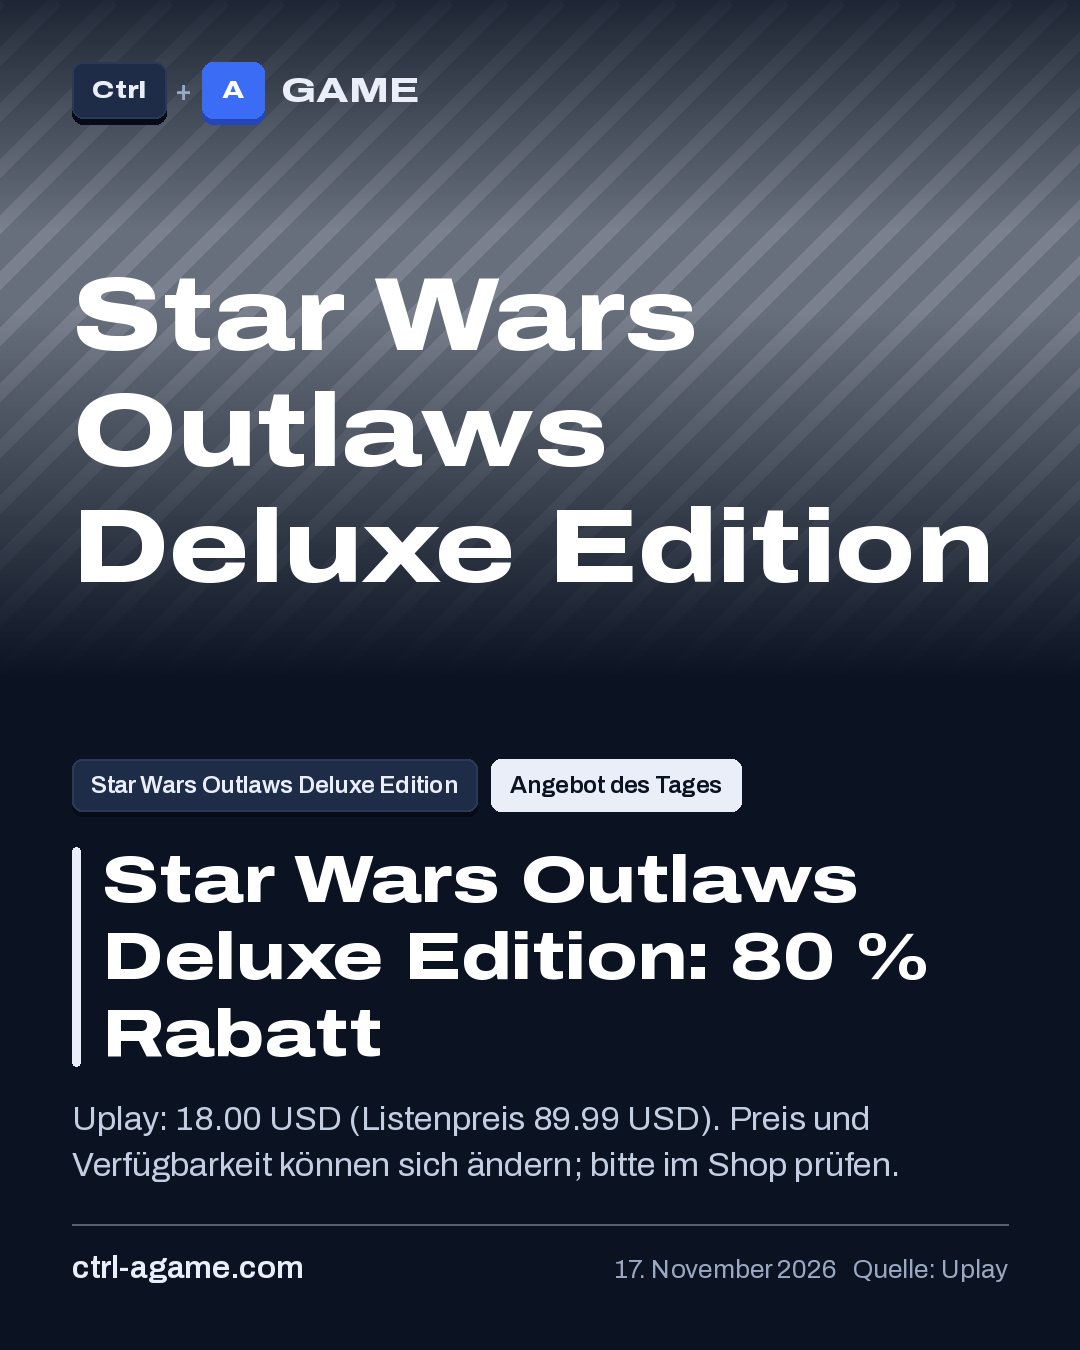 Ctrl + A GAME
Star Wars
Outlaws
Deluxe Edition
Star Wars Outlaws Deluxe Edition Angebot des Tages
Star Wars Outlaws
Deluxe Edition: 80 %
Rabatt
Uplay: 18.00 USD (Listenpreis 89.99 USD). Preis und
Verfügbarkeit können sich ändern; bitte im Shop prüfen.
ctrl-agame.com 17. November 2026 Quelle: Uplay